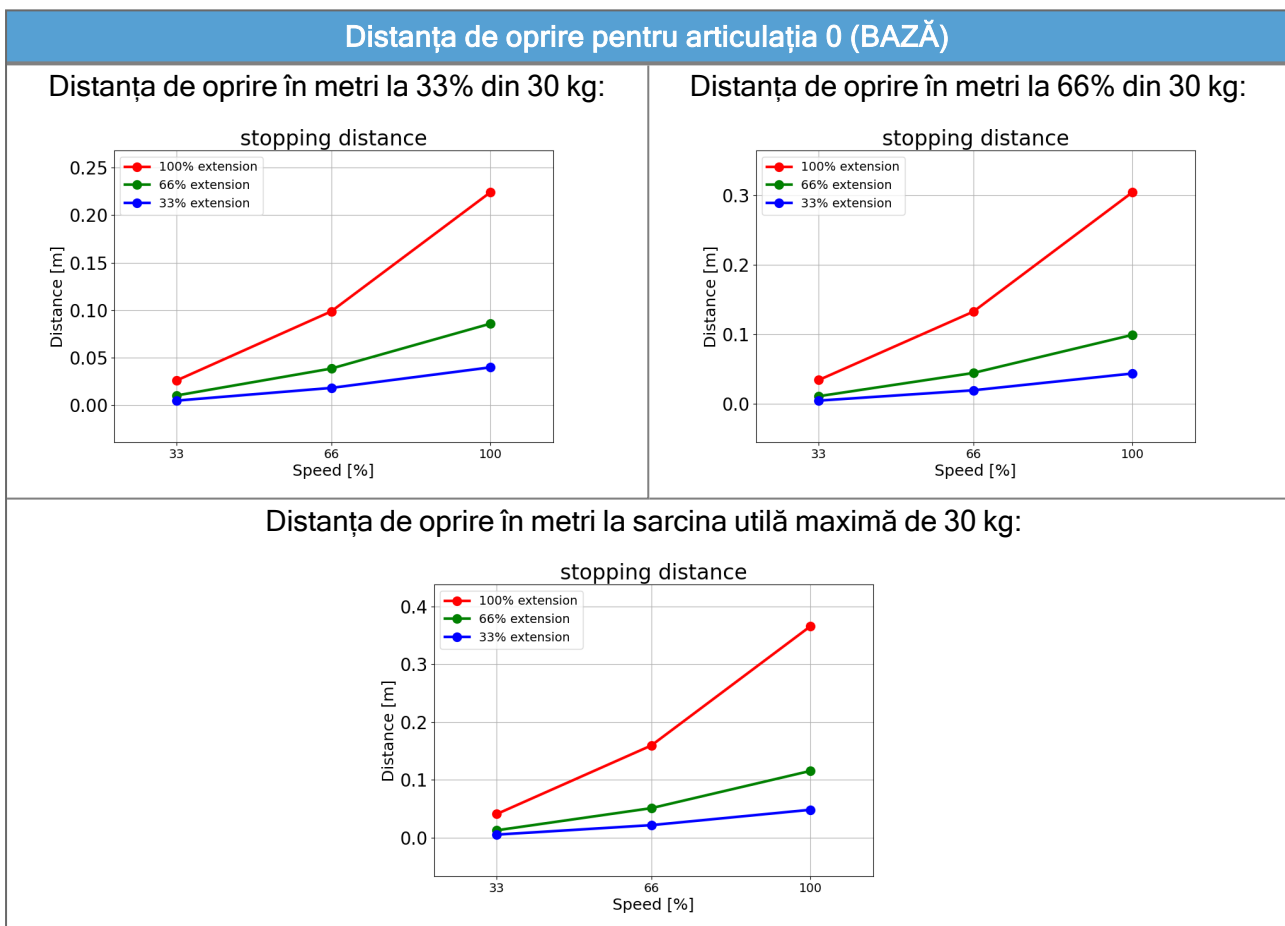 Distanța de oprire pentru articulația 0 (BAZĂ)
Distanța de oprire în metri la 33% din 30 kg:
stopping distance
100% extension
66% extension
33% extension
0.25
0.20
0.15
0.10
0.05
0.00
Distance [m]
33
66
100
Speed [%]
Distanța de oprire în metri la 66% din 30 kg:
stopping distance
100% extension
66% extension
33% extension
0.3
0.2
0.1
0.0
Distance [m]
33
66
100
Speed [%]
Distanța de oprire în metri la sarcina utilă maximă de 30 kg:
stopping distance
100% extension
66% extension
33% extension
0.4
0.3
0.2
0.1
0.0
Distance [m]
33
66
100
Speed [%]